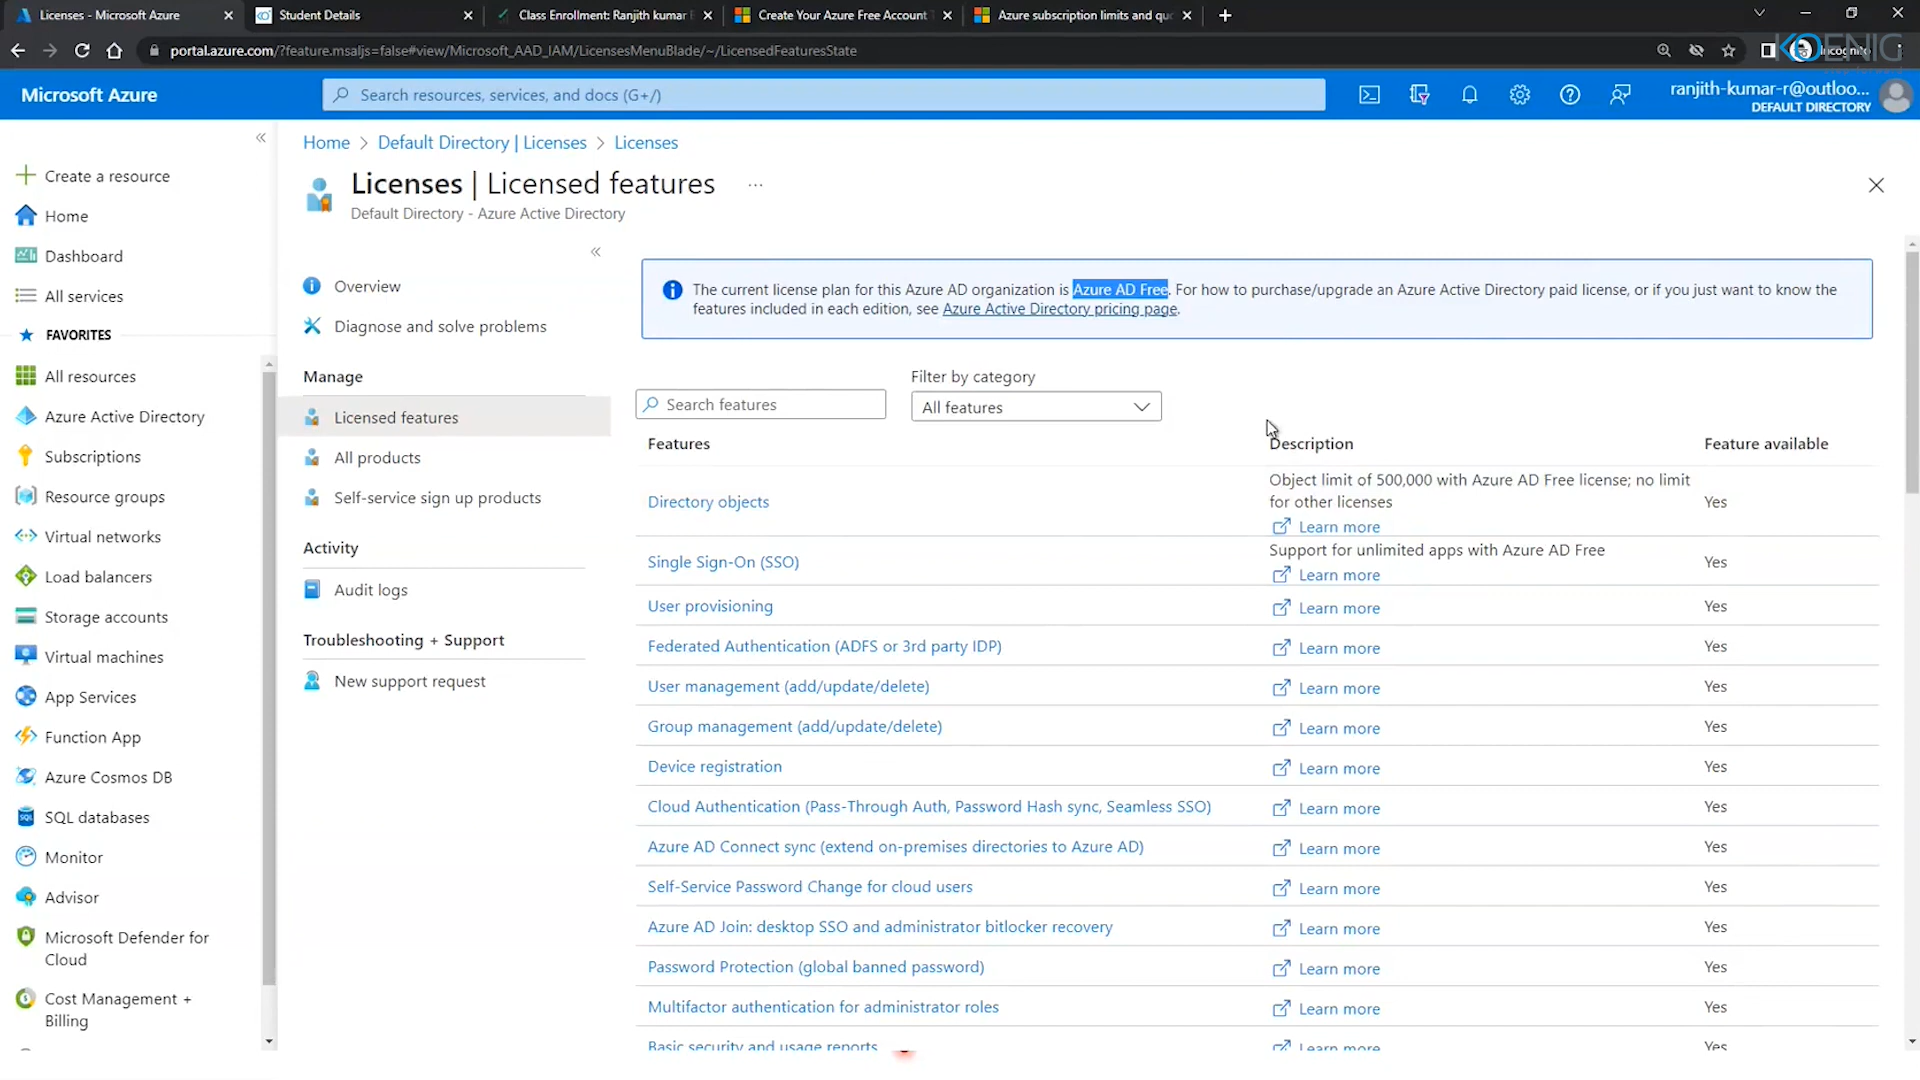 Licenses - Microsoft Azure
Student Details
Class Enrollment: Ranjith kumar
Create Your Azure Free Account
Azure subscription limits and qu
portal.azure.com/?feature.msaljs=false#view/Microsoft_AAD_IAM/LicensesMenuBlade/~/LicensedFeaturesState
Incognito
KOENIG
Microsoft Azure
Search resources, services, and docs (G+/)
ranjith-kumar-r@outloo...
DEFAULT DIRECTORY
Create a resource
Home
Dashboard
All services
FAVORITES
All resources
Azure Active Directory
Subscriptions
Resource groups
Virtual networks
Load balancers
Storage accounts
Virtual machines
App Services
Function App
Azure Cosmos DB
SQL databases
Monitor
Advisor
Microsoft Defender for
Cloud
Cost Management +
Billing
Home > Default Directory | Licenses > Licenses
Licenses | Licensed features ...
Default Directory - Azure Active Directory
Overview
Diagnose and solve problems
Manage
Licensed features
All products
Self-service sign up products
Activity
Audit logs
Troubleshooting + Support
New support request
The current license plan for this Azure AD organization is Azure AD Free. For how to purchase/upgrade an Azure Active Directory paid license, or if you just want to know the
features included in each edition, see Azure Active Directory pricing page.
Search features
Filter by category
All features
Features Description Feature available
Directory objects
Object limit of 500,000 with Azure AD Free license; no limit
for other licenses
Learn more
Yes
Single Sign-On (SSO)
Support for unlimited apps with Azure AD Free
Learn more
Yes
User provisioning Learn more Yes
Federated Authentication (ADFS or 3rd party IDP) Learn more Yes
User management (add/update/delete) Learn more Yes
Group management (add/update/delete) Learn more Yes
Device registration Learn more Yes
Cloud Authentication (Pass-Through Auth, Password Hash sync, Seamless SSO) Learn more Yes
Azure AD Connect sync (extend on-premises directories to Azure AD) Learn more Yes
Self-Service Password Change for cloud users Learn more Yes
Azure AD Join: desktop SSO and administrator bitlocker recovery Learn more Yes
Password Protection (global banned password) Learn more Yes
Multifactor authentication for administrator roles Learn more Yes
Basic security and usage reports Learn more Yes